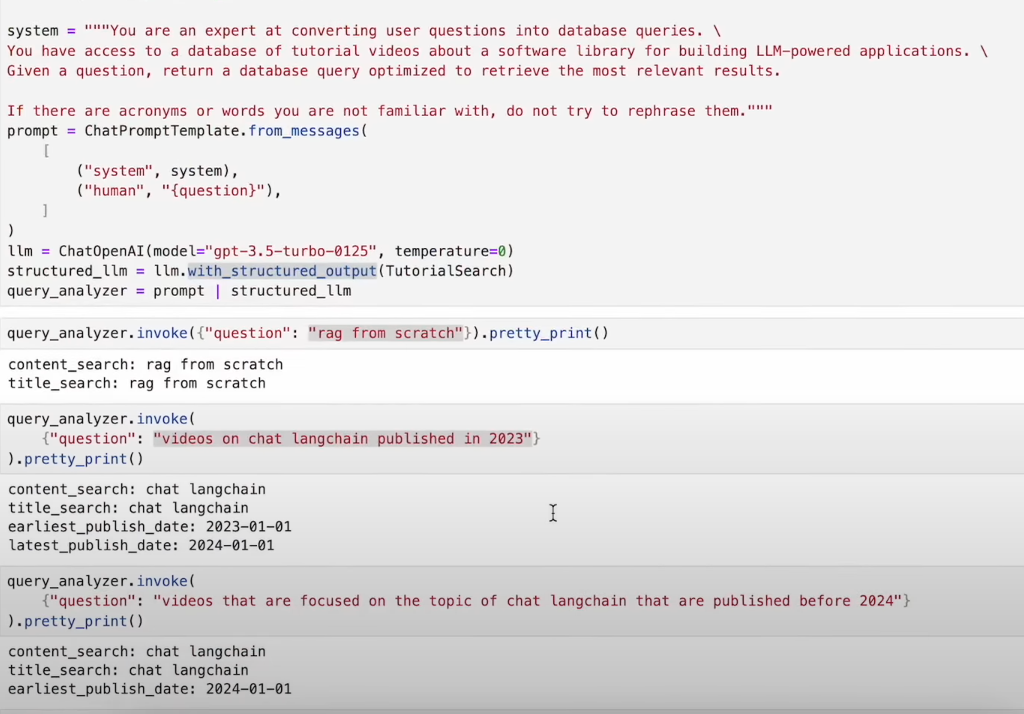 system = """You are an expert at converting user questions into database queries. \
You have access to a database of tutorial videos about a software library for building LLM-powered applications. \
Given a question, return a database query optimized to retrieve the most relevant results.

If there are acronyms or words you are not familiar with, do not try to rephrase them."""
prompt = ChatPromptTemplate.from_messages(
    [
        ("system", system),
        ("human", "{question}"),
    ]
)
llm = ChatOpenAI(model="gpt-3.5-turbo-0125", temperature=0)
structured_llm = llm.with_structured_output(TutorialSearch)
query_analyzer = prompt | structured_llm
query_analyzer.invoke({"question": "rag from scratch"}).pretty_print()
content_search: rag from scratch
title_search: rag from scratch
query_analyzer.invoke(
    {"question": "videos on chat langchain published in 2023"}
).pretty_print()
content_search: chat langchain
title_search: chat langchain
earliest_publish_date: 2023-01-01
latest_publish_date: 2024-01-01
query_analyzer.invoke(
    {"question": "videos that are focused on the topic of chat langchain that are published before 2024"}
).pretty_print()
content_search: chat langchain
title_search: chat langchain
earliest_publish_date: 2024-01-01